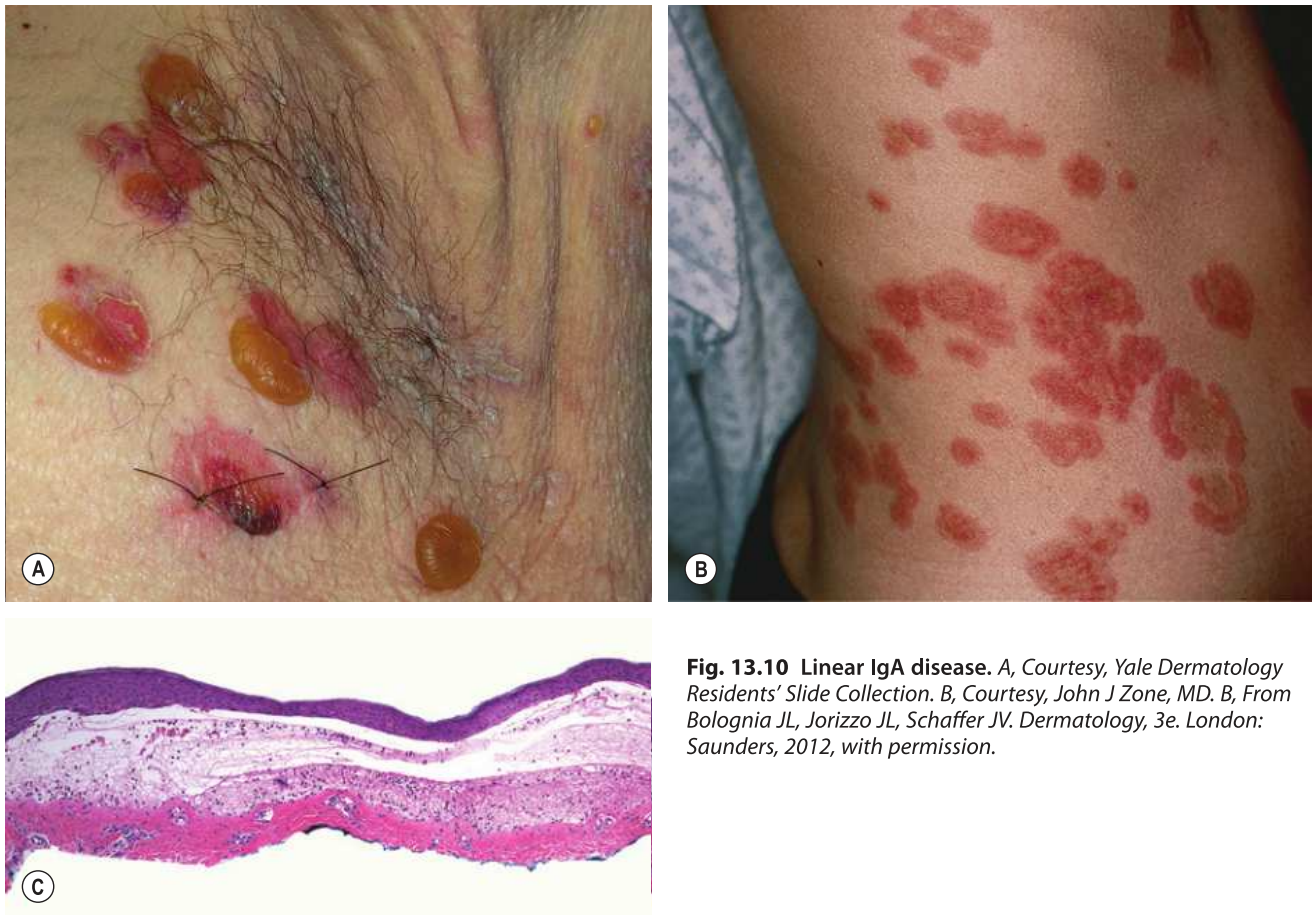 A
B
C
Fig. 13.10 Linear IgA disease. A, Courtesy, Yale Dermatology
Residents’ Slide Collection. B, Courtesy, John J Zone, MD. B, From
Bolognia JL, Jorizzo JL, Schaffer JV. Dermatology, 3e. London:
Saunders, 2012, with permission.